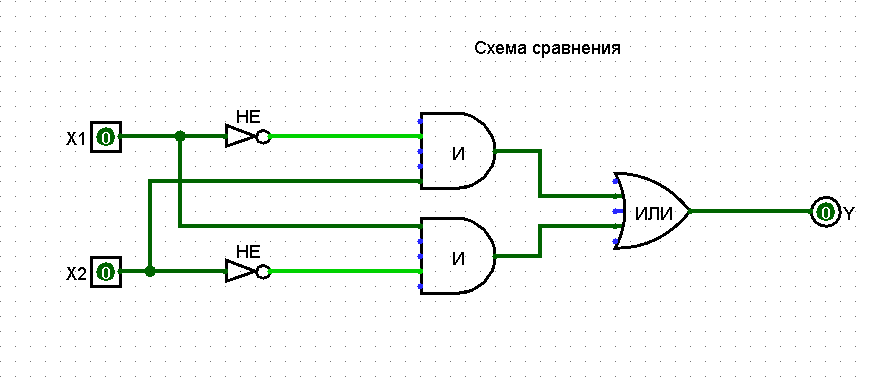 Схема сравнения
НЕ
X1 0
И
ИЛИ
0 Y
НЕ
И
X2 0